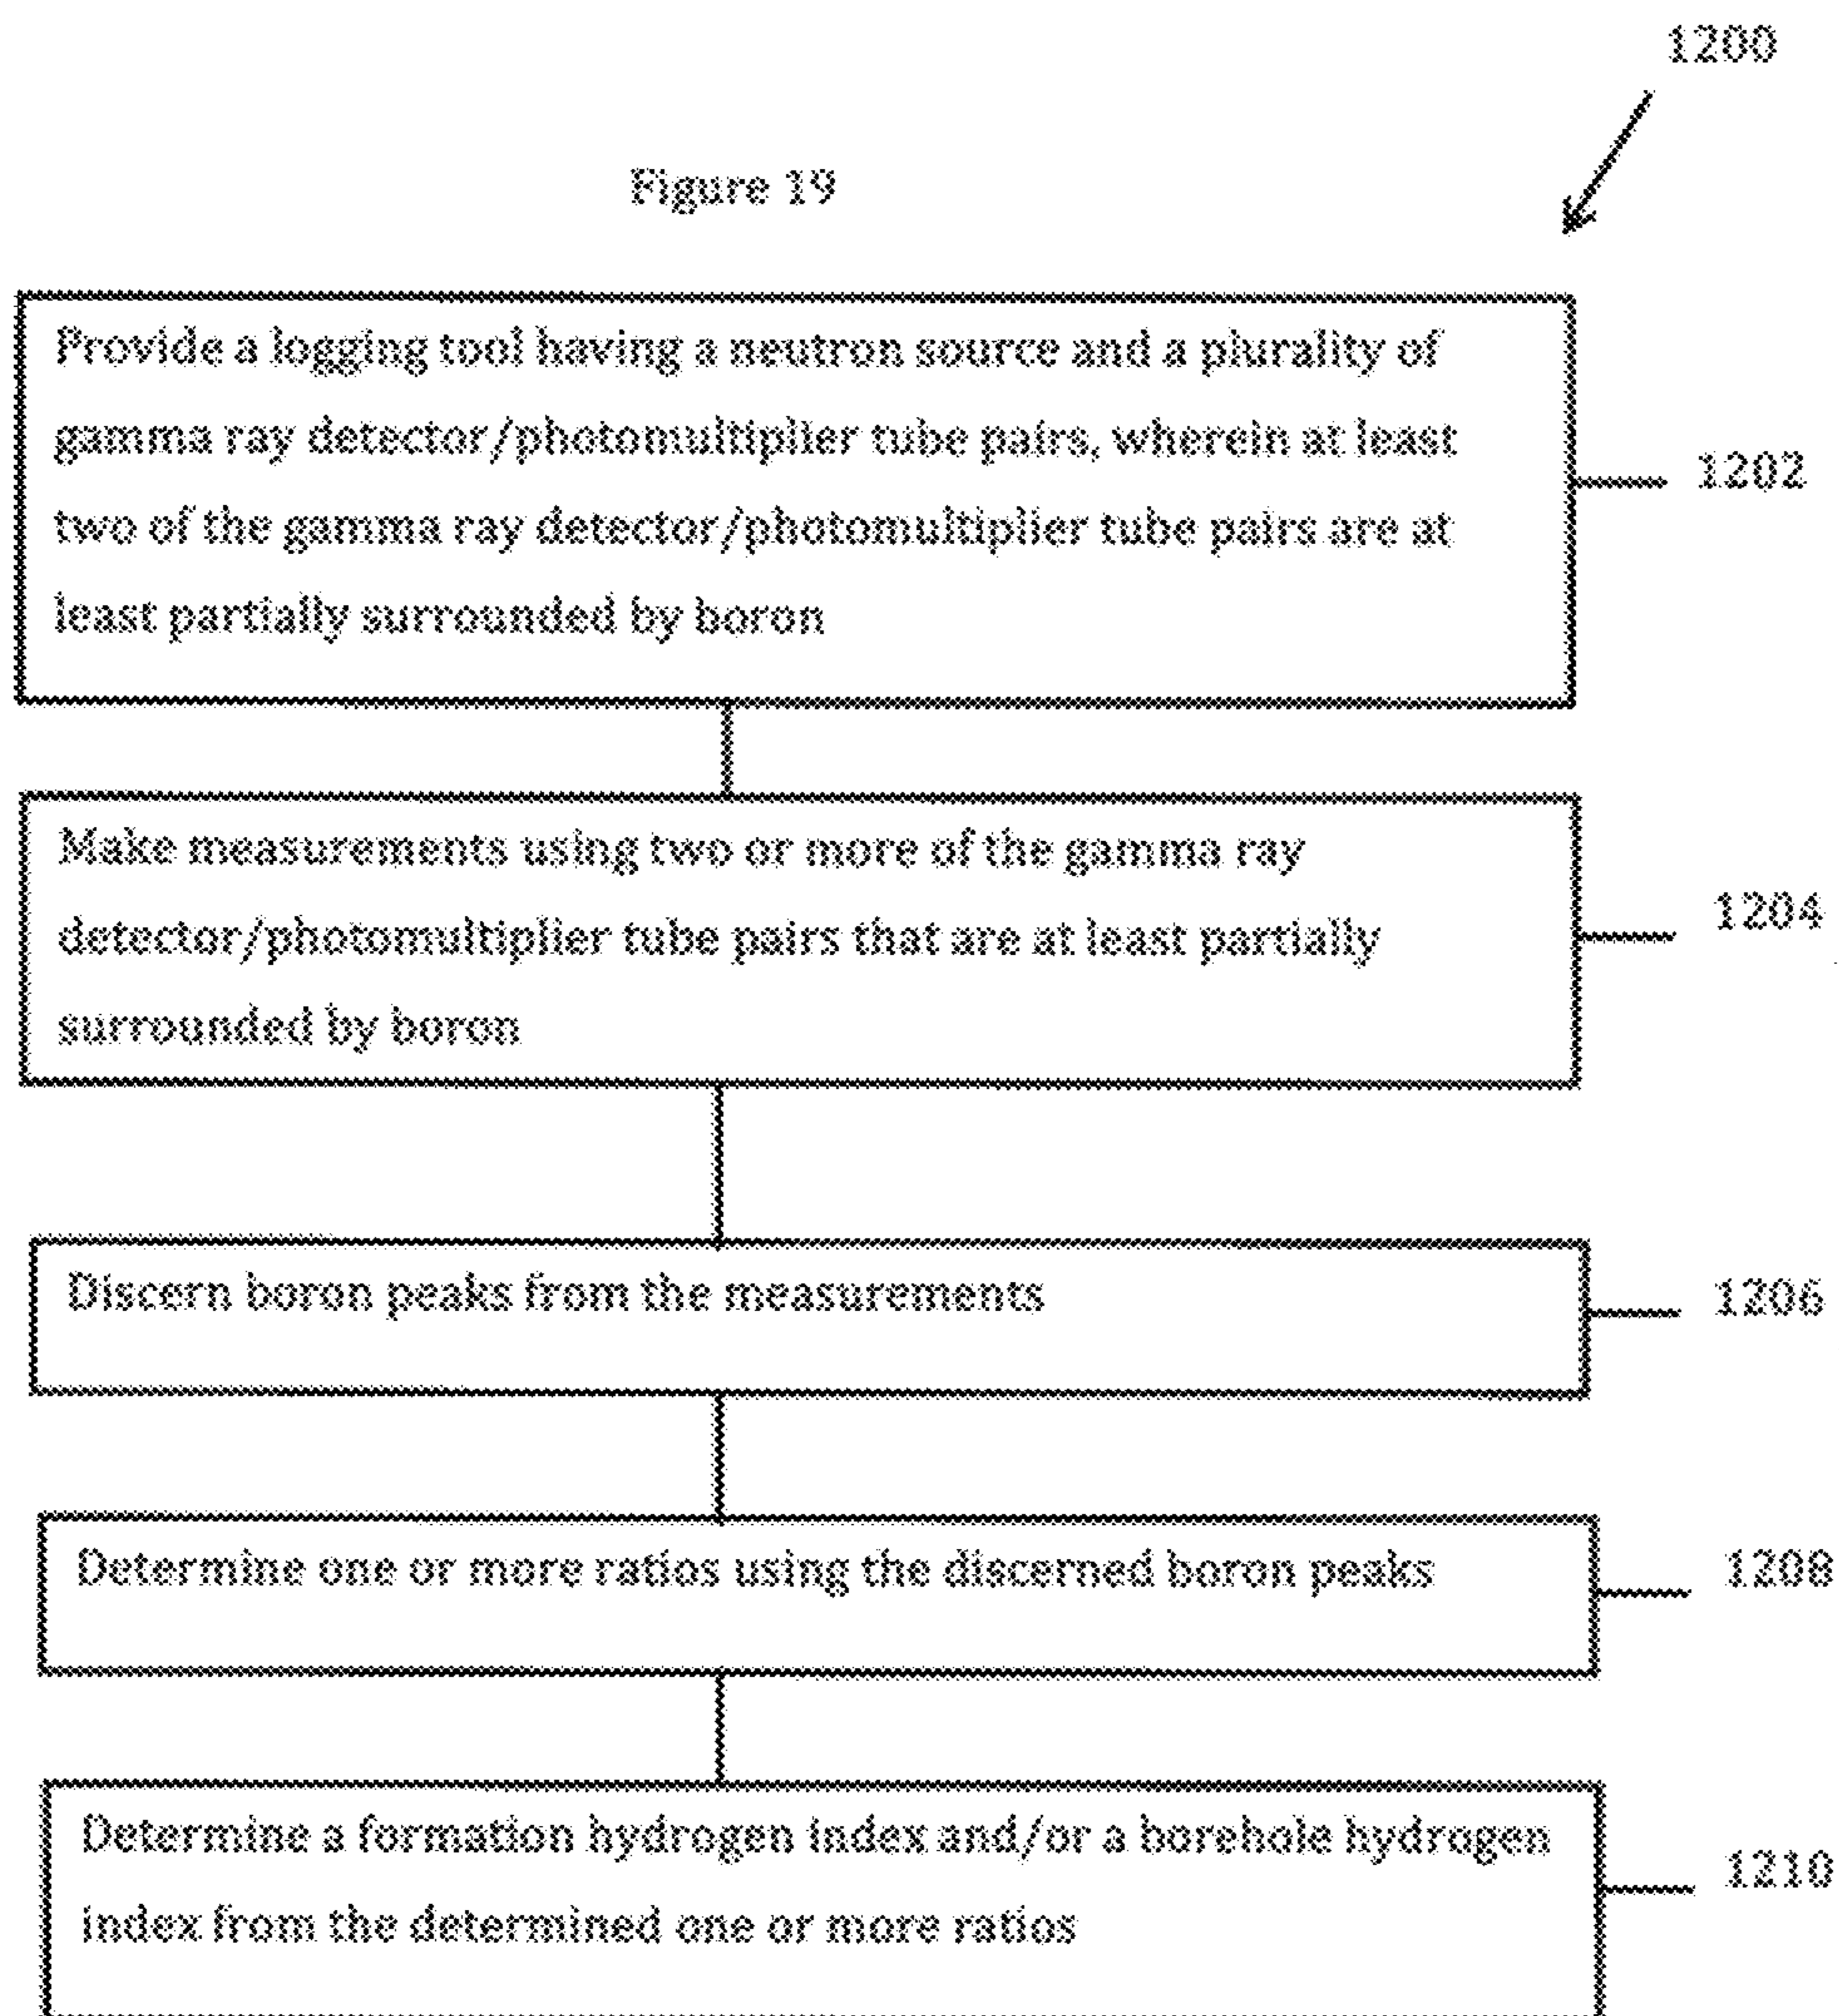 1200
Figure 19
Provide a logging tool having a neutron source and a plurality of
gamma ray detector/photomultiplier tube pairs, wherein at least
two of the gamma ray detector/photomultiplier tube pairs are at
least partially surrounded by boron
1202
Make measurements using two or more of the gamma ray
detector/photomultiplier tube pairs that are at least partially
surrounded by boron
1204
Discern boron peaks from the measurements
1206
Determine one or more ratios using the discerned boron peaks
1208
Determine a formation hydrogen index and/or a borehole hydrogen
index from the determined one or more ratios
1210